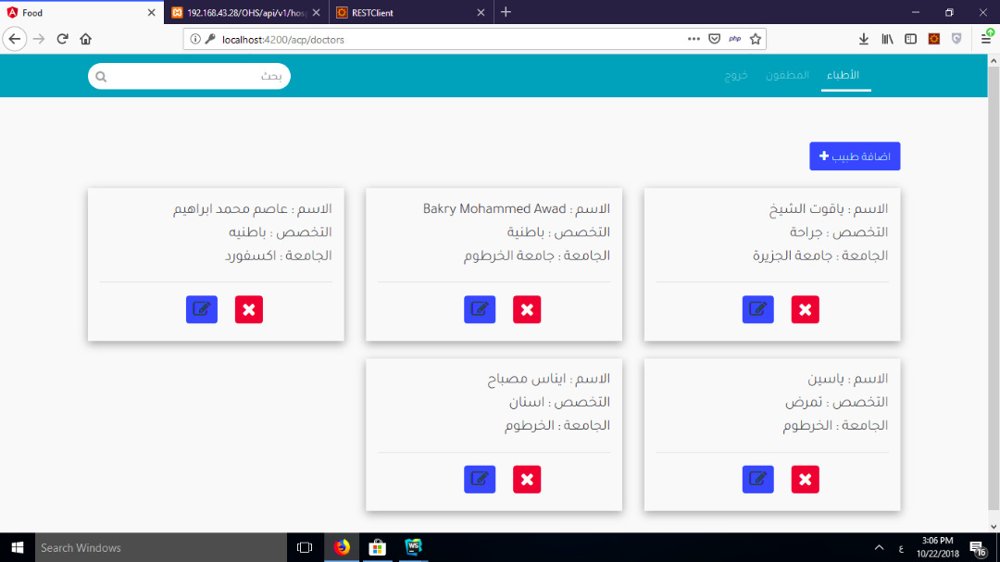 Food
192.168.43.28/OHS/api/v1/hos
RESTClient
localhost:4200/acp/doctors
php
الأطباء
المظفون
خروج
بحث
اضافة طبيب
الاسم : ياقوت الشيخ
التخصص : جراحة
الجامعة : جامعة الجزيرة
الاسم : Bakry Mohammed Awad
التخصص : باطنية
الجامعة : جامعة الخرطوم
الاسم : عاصم محمد ابراهيم
التخصص : باطنيه
الجامعة : اكسفورد
الاسم : ياسين
التخصص : تمرض
الجامعة : الخرطوم
الاسم : ايناس مصباح
التخصص : اسنان
الجامعة : الخرطوم
Search Windows
WS
ع
3:06 PM
10/22/2018
16